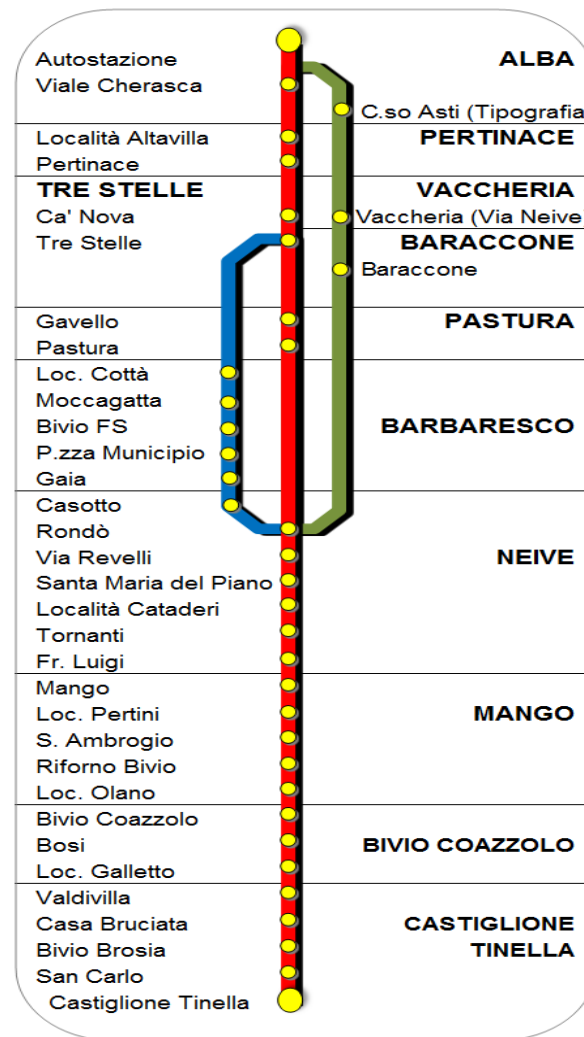 Autostazione
ALBA
Viale Cherasca
C.so Asti (Tipografia
Località Altavilla
PERTINACE
Pertinace
TRE STELLE
VACCHERIA
Ca' Nova
Vaccheria (Via Neive
Tre Stelle
BARACCONE
Baraccone
Gavello
PASTURA
Pastura
Loc. Cottà
Moccagatta
Bivio FS
BARBARESCO
P.zza Municipio
Gaia
Casotto
Rondò
Via Revelli
NEIVE
Santa Maria del Piano
Località Cataderi
Tornanti
Fr. Luigi
Mango
Loc. Pertini
MANGO
S. Ambrogio
Riforno Bivio
Loc. Olano
Bivio Coazzolo
Bosi
BIVIO COAZZOLO
Loc. Galletto
Valdivilla
Casa Bruciata
CASTIGLIONE
Bivio Brosia
TINELLA
San Carlo
Castiglione Tinella